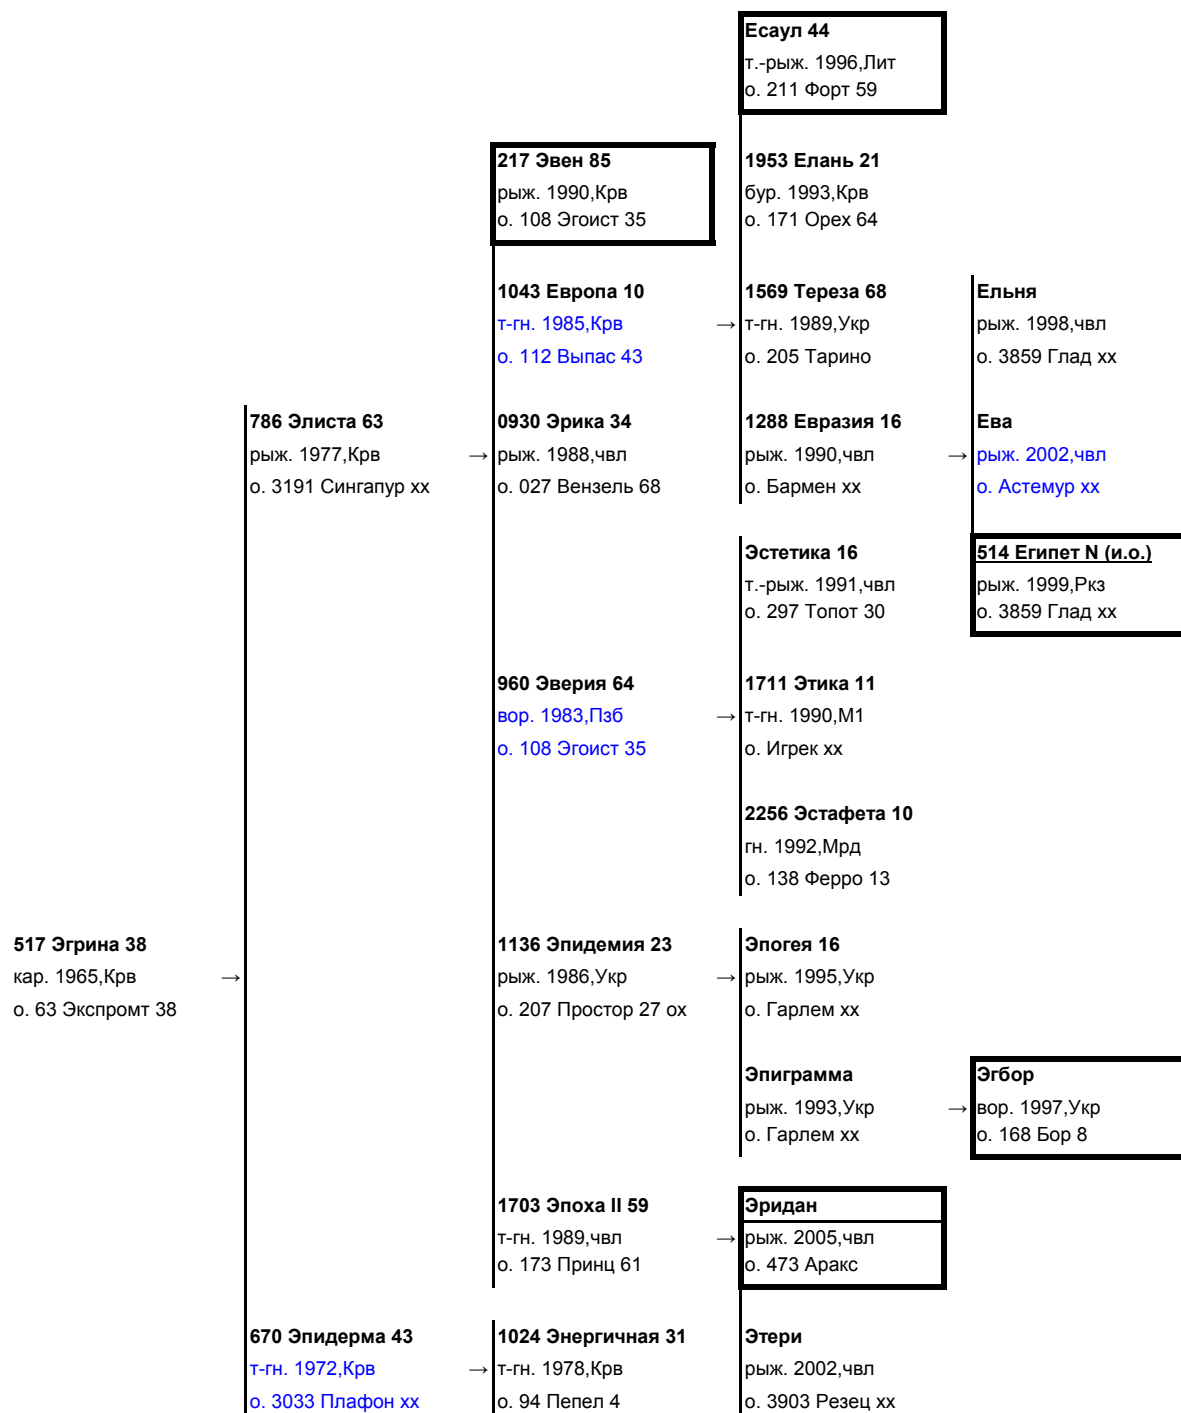 Есаул 44
т.-рыж. 1996,Лит
о. 211 Форт 59
217 Эвен 85
рыж. 1990,Крв
о. 108 Эгоист 35
1953 Елань 21
бур. 1993,Крв
о. 171 Орех 64
1043 Европа 10
т-гн. 1985,Крв
о. 112 Выпас 43
→
1569 Тереза 68
т-гн. 1989,Укр
о. 205 Тарино
Ельня
рыж. 1998,чвл
о. 3859 Глад хх
786 Элиста 63
рыж. 1977,Крв
о. 3191 Сингапур хх
→
0930 Эрика 34
рыж. 1988,чвл
о. 027 Вензель 68
1288 Евразия 16
рыж. 1990,чвл
о. Бармен хх
→
Ева
рыж. 2002,чвл
о. Астемур хх
Эстетика 16
т.-рыж. 1991,чвл
о. 297 Топот 30
514 Египет N (и.о.)
рыж. 1999,Ркз
о. 3859 Глад хх
960 Эверия 64
вор. 1983,Пзб
о. 108 Эгоист 35
→
1711 Этика 11
т-гн. 1990,М1
о. Игрек хх
2256 Эстафета 10
гн. 1992,Мрд
о. 138 Ферро 13
517 Эгрина 38
кар. 1965,Крв
о. 63 Экспромт 38
→
1136 Эпидемия 23
рыж. 1986,Укр
о. 207 Простор 27 ох
→
Эпогея 16
рыж. 1995,Укр
о. Гарлем хх
Эпиграмма
рыж. 1993,Укр
о. Гарлем хх
→
Эгбор
вор. 1997,Укр
о. 168 Бор 8
1703 Эпоха II 59
т-гн. 1989,чвл
о. 173 Принц 61
→
Эридан
рыж. 2005,чвл
о. 473 Аракс
670 Эпидерма 43
т-гн. 1972,Крв
о. 3033 Плафон хх
→
1024 Энергичная 31
т-гн. 1978,Крв
о. 94 Пепел 4
Этери
рыж. 2002,чвл
о. 3903 Резец хх